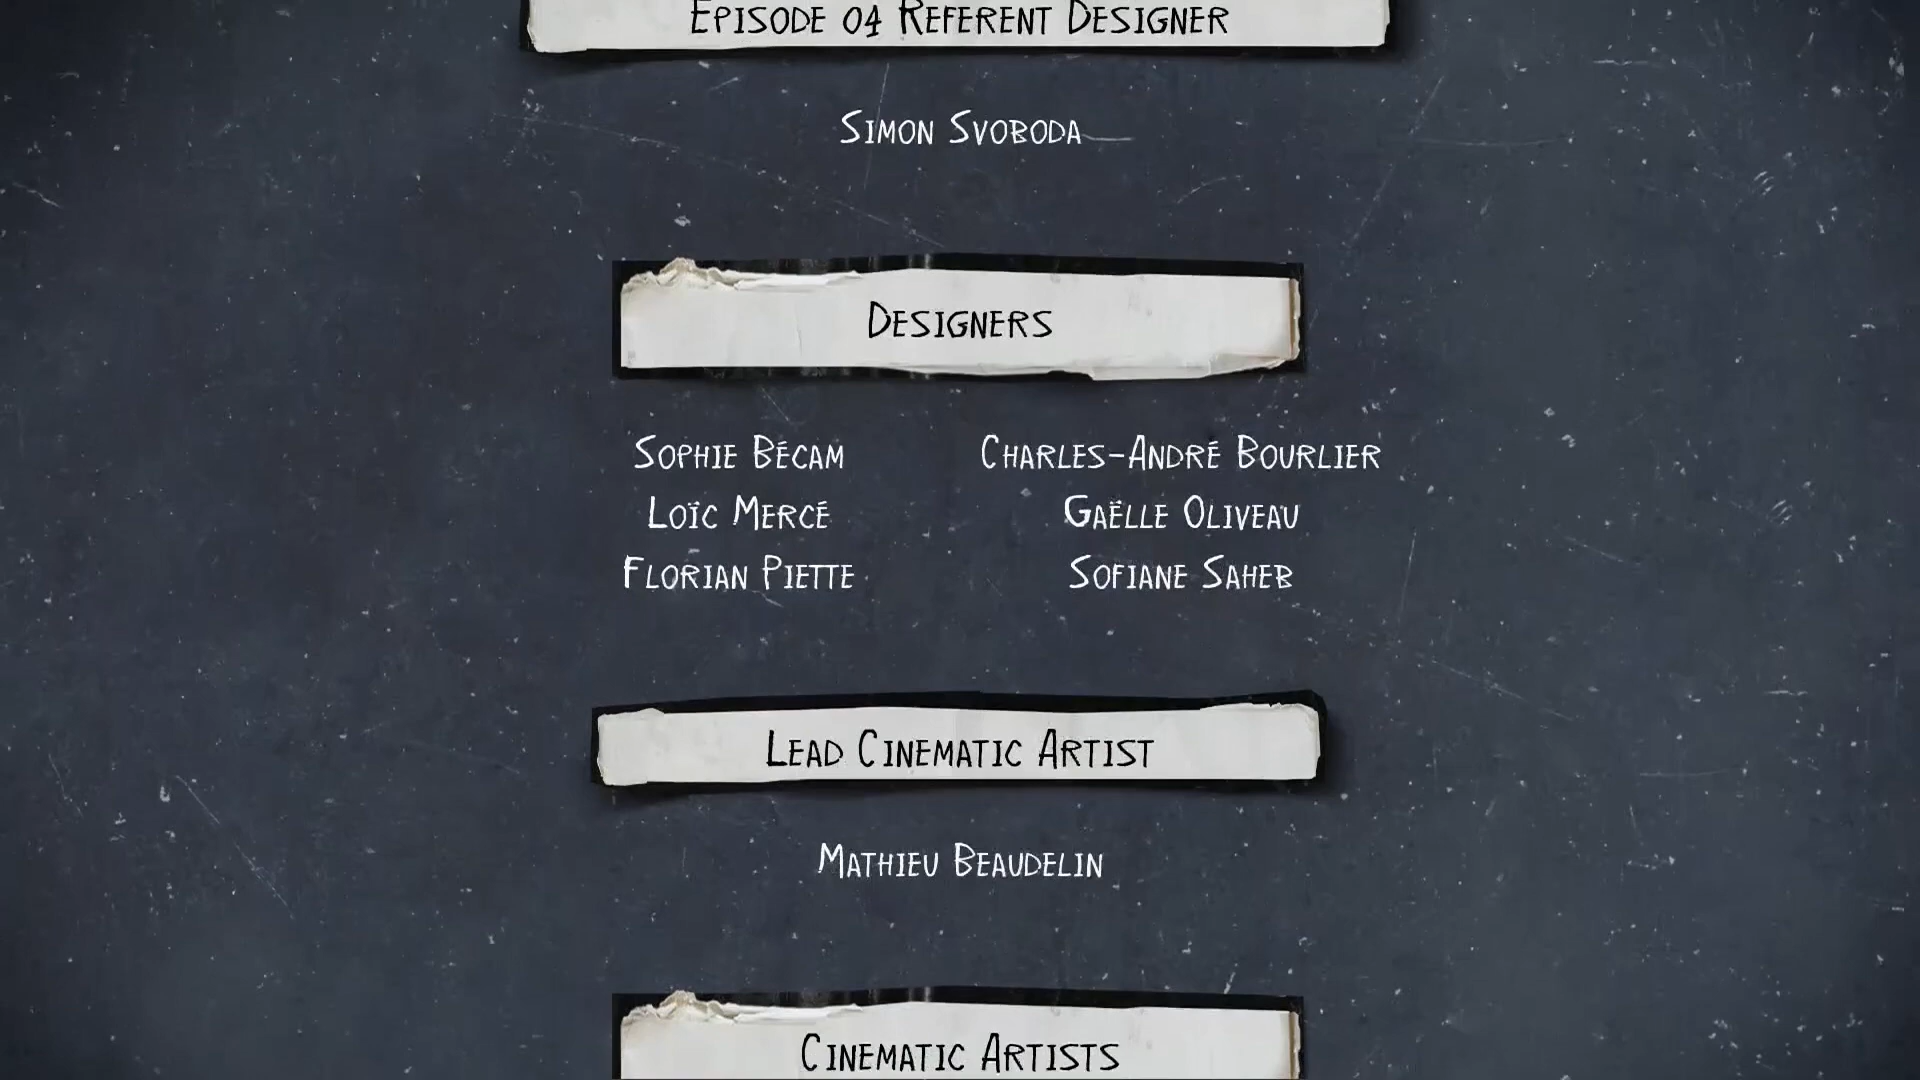 Episode 04 Referent Designer
Simon Svoboda
Designers
Sophie Bécam Charles-André Bourlier
Loïc Mercé Gaëlle Oliveau
Florian Piette Sofiane Saheb
Lead Cinematic Artist
Mathieu Beaudelin
Cinematic Artists